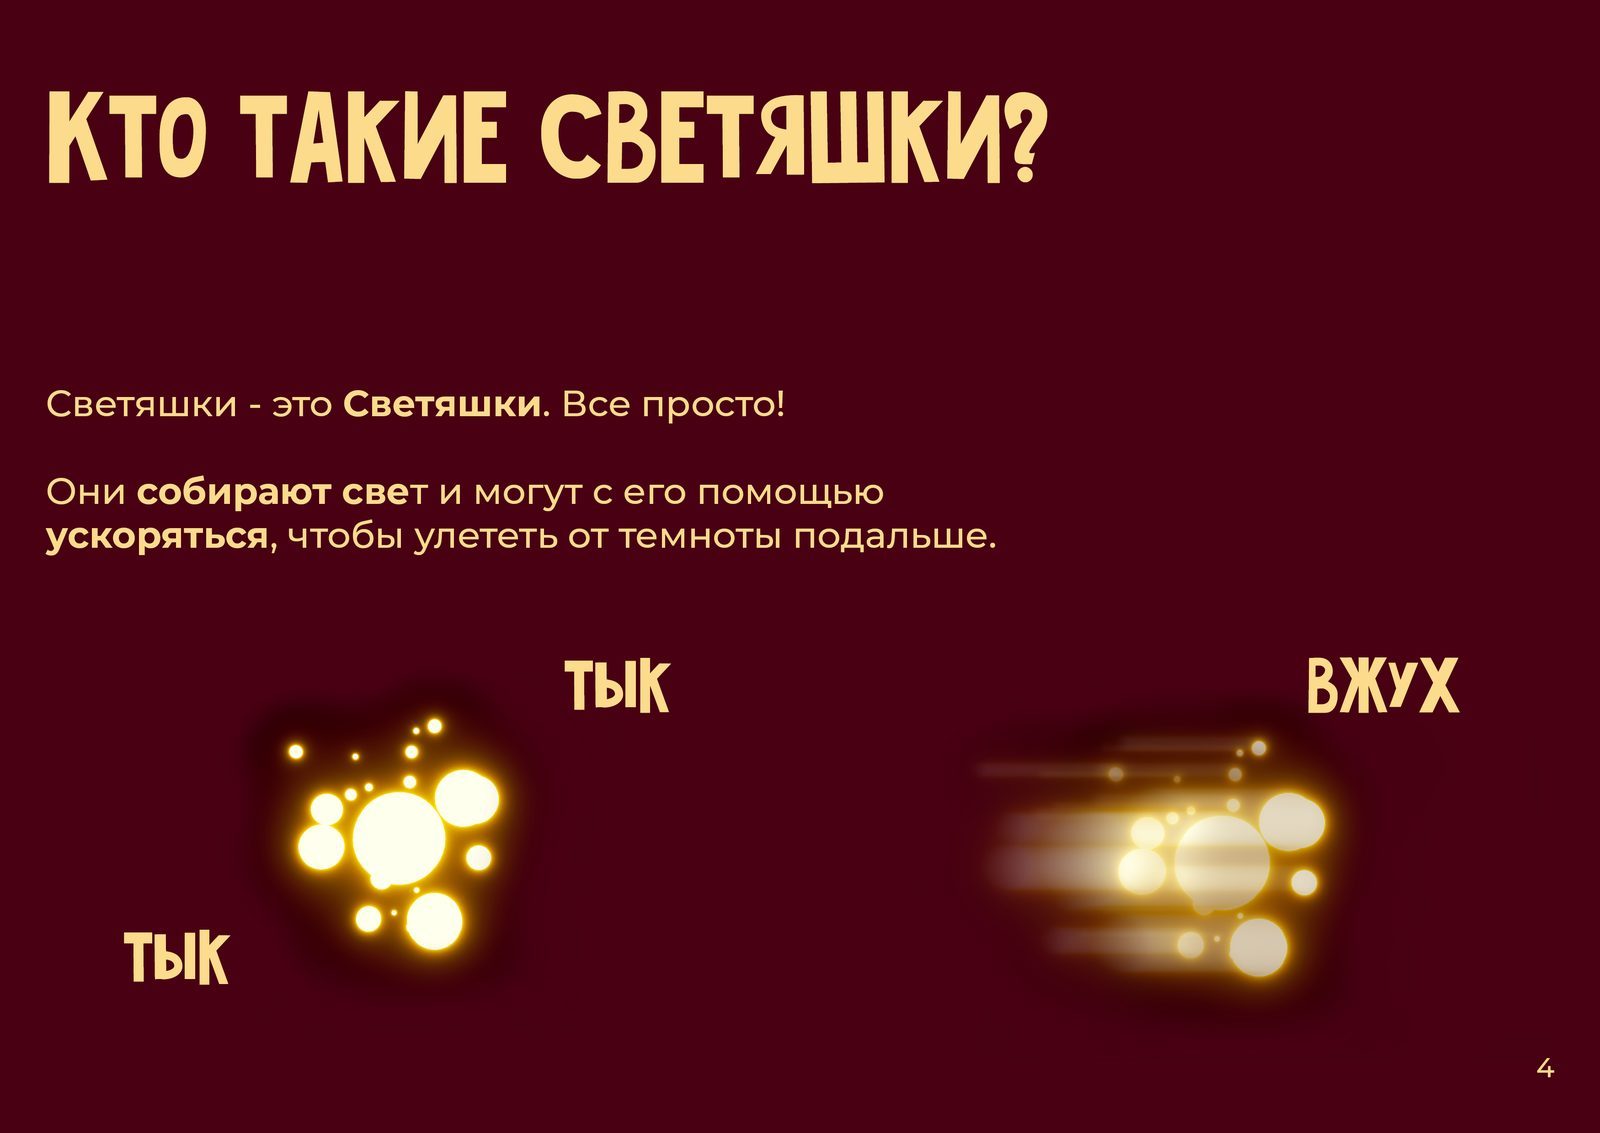 КТО ТАКИЕ СВЕТЯШКИ?
Светяшки - это Светяшки. Все просто!
Они собирают свет и могут с его помощью
ускоряться, чтобы улететь от темноты подальше.
ТЫК
ВЖУХ
ТЫК
4